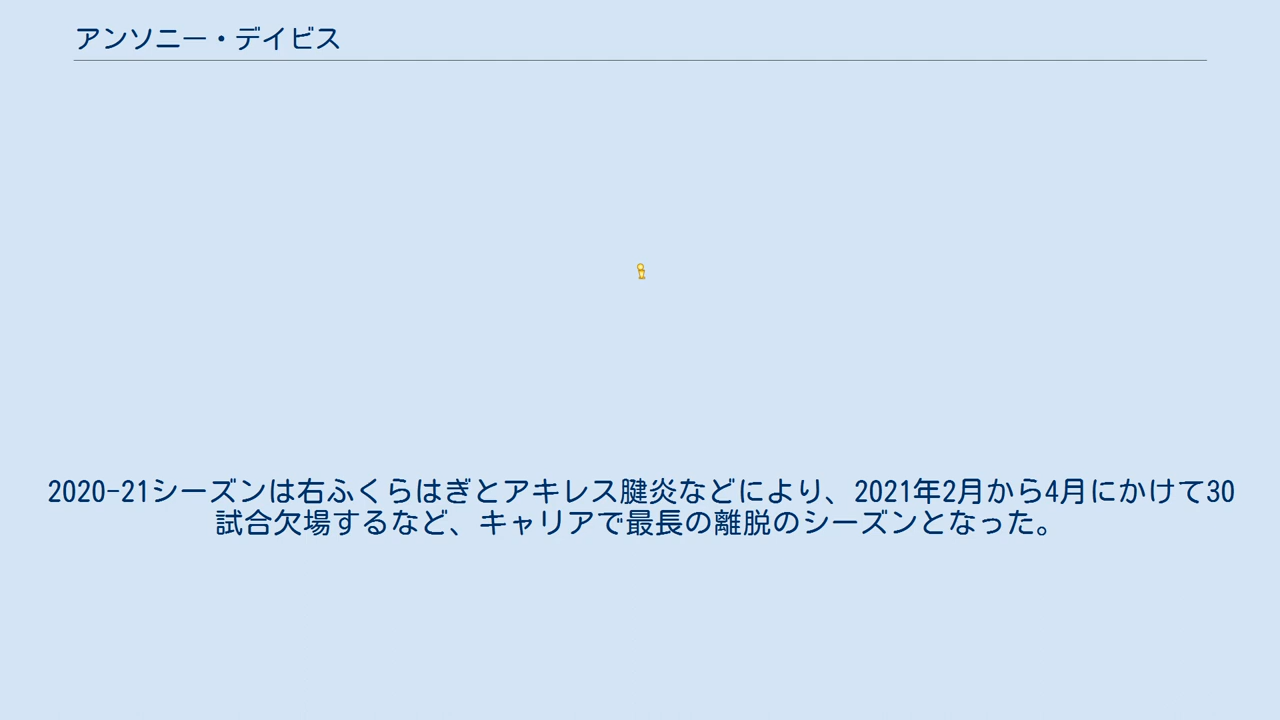 アンソニー・デイビス
2020-21シーズンは右ふくらはぎとアキレス腱炎などにより、2021年2月から4月にかけて30
試合欠場するなど、キャリアで最長の離脱のシーズンとなった。